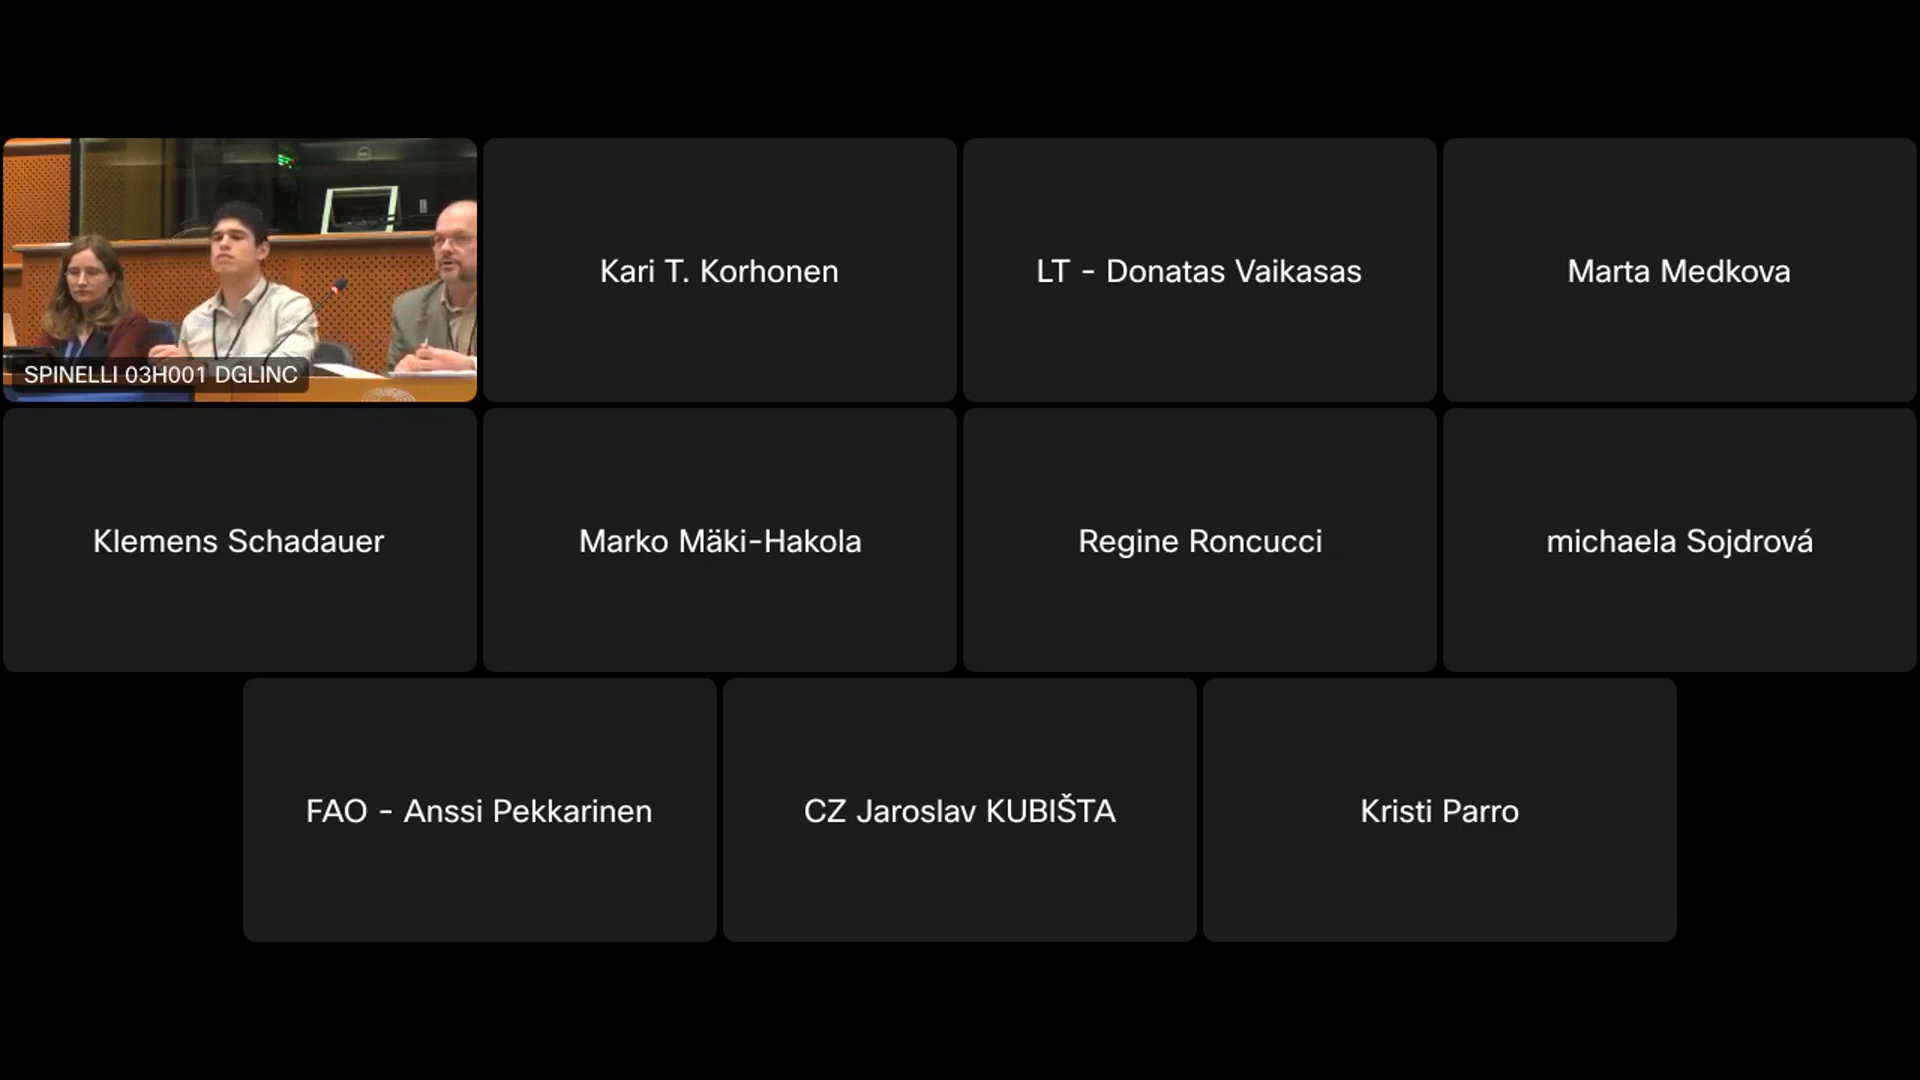 SPINELLI 03H001 DGLINC
Kari T. Korhonen
LT - Donatas Vaikasas
Marta Medkova
Klemens Schadauer
Marko Mäki-Hakola
Regine Roncucci
michaela Sojdrová
FAO - Anssi Pekkarinen
CZ Jaroslav KUBIŠTA
Kristi Parro